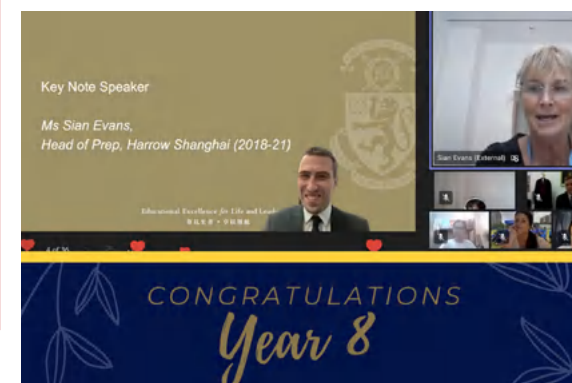 Key Note Speaker
Ms Sian Evans,
Head of Prep, Harrow Shanghai (2018-21)
Sian Evans (External)
Educational Excellence for Life and
CONGRATULATIONS
Year 8